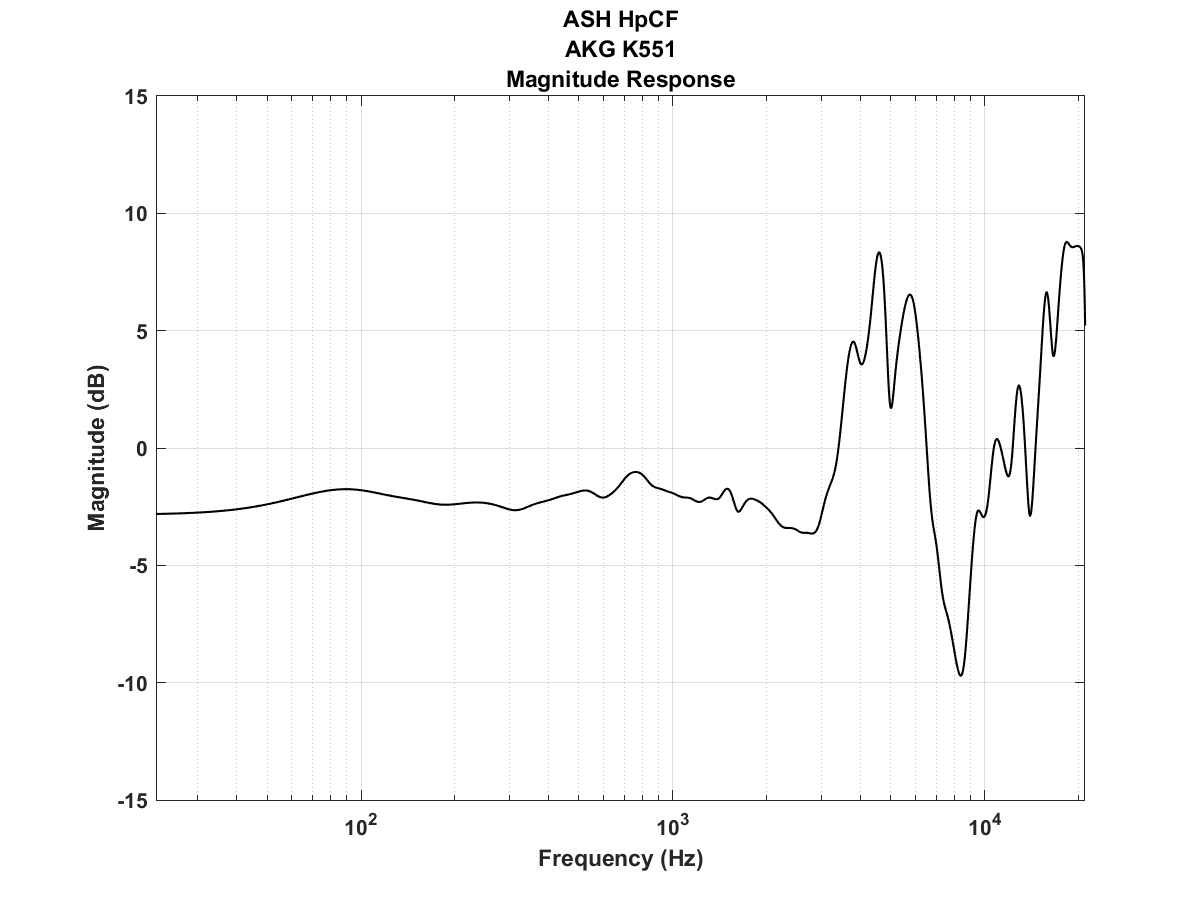 ASH HpCF
AKG K551
Magnitude Response
15
10
5
0
-5
-10
-15
Magnitude (dB)
10²
10³
10⁴
Frequency (Hz)